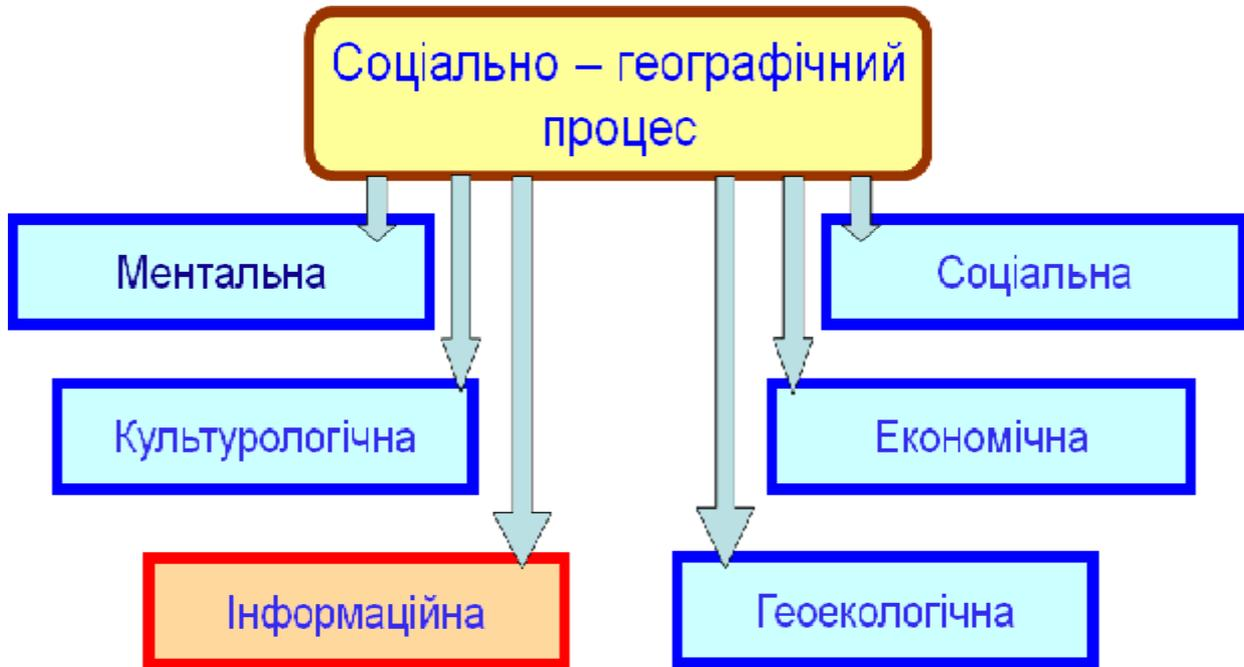 Соціально – географічний
процес
Ментальна
Соціальна
Культурологічна
Економічна
Інформаційна
Геоекологічна